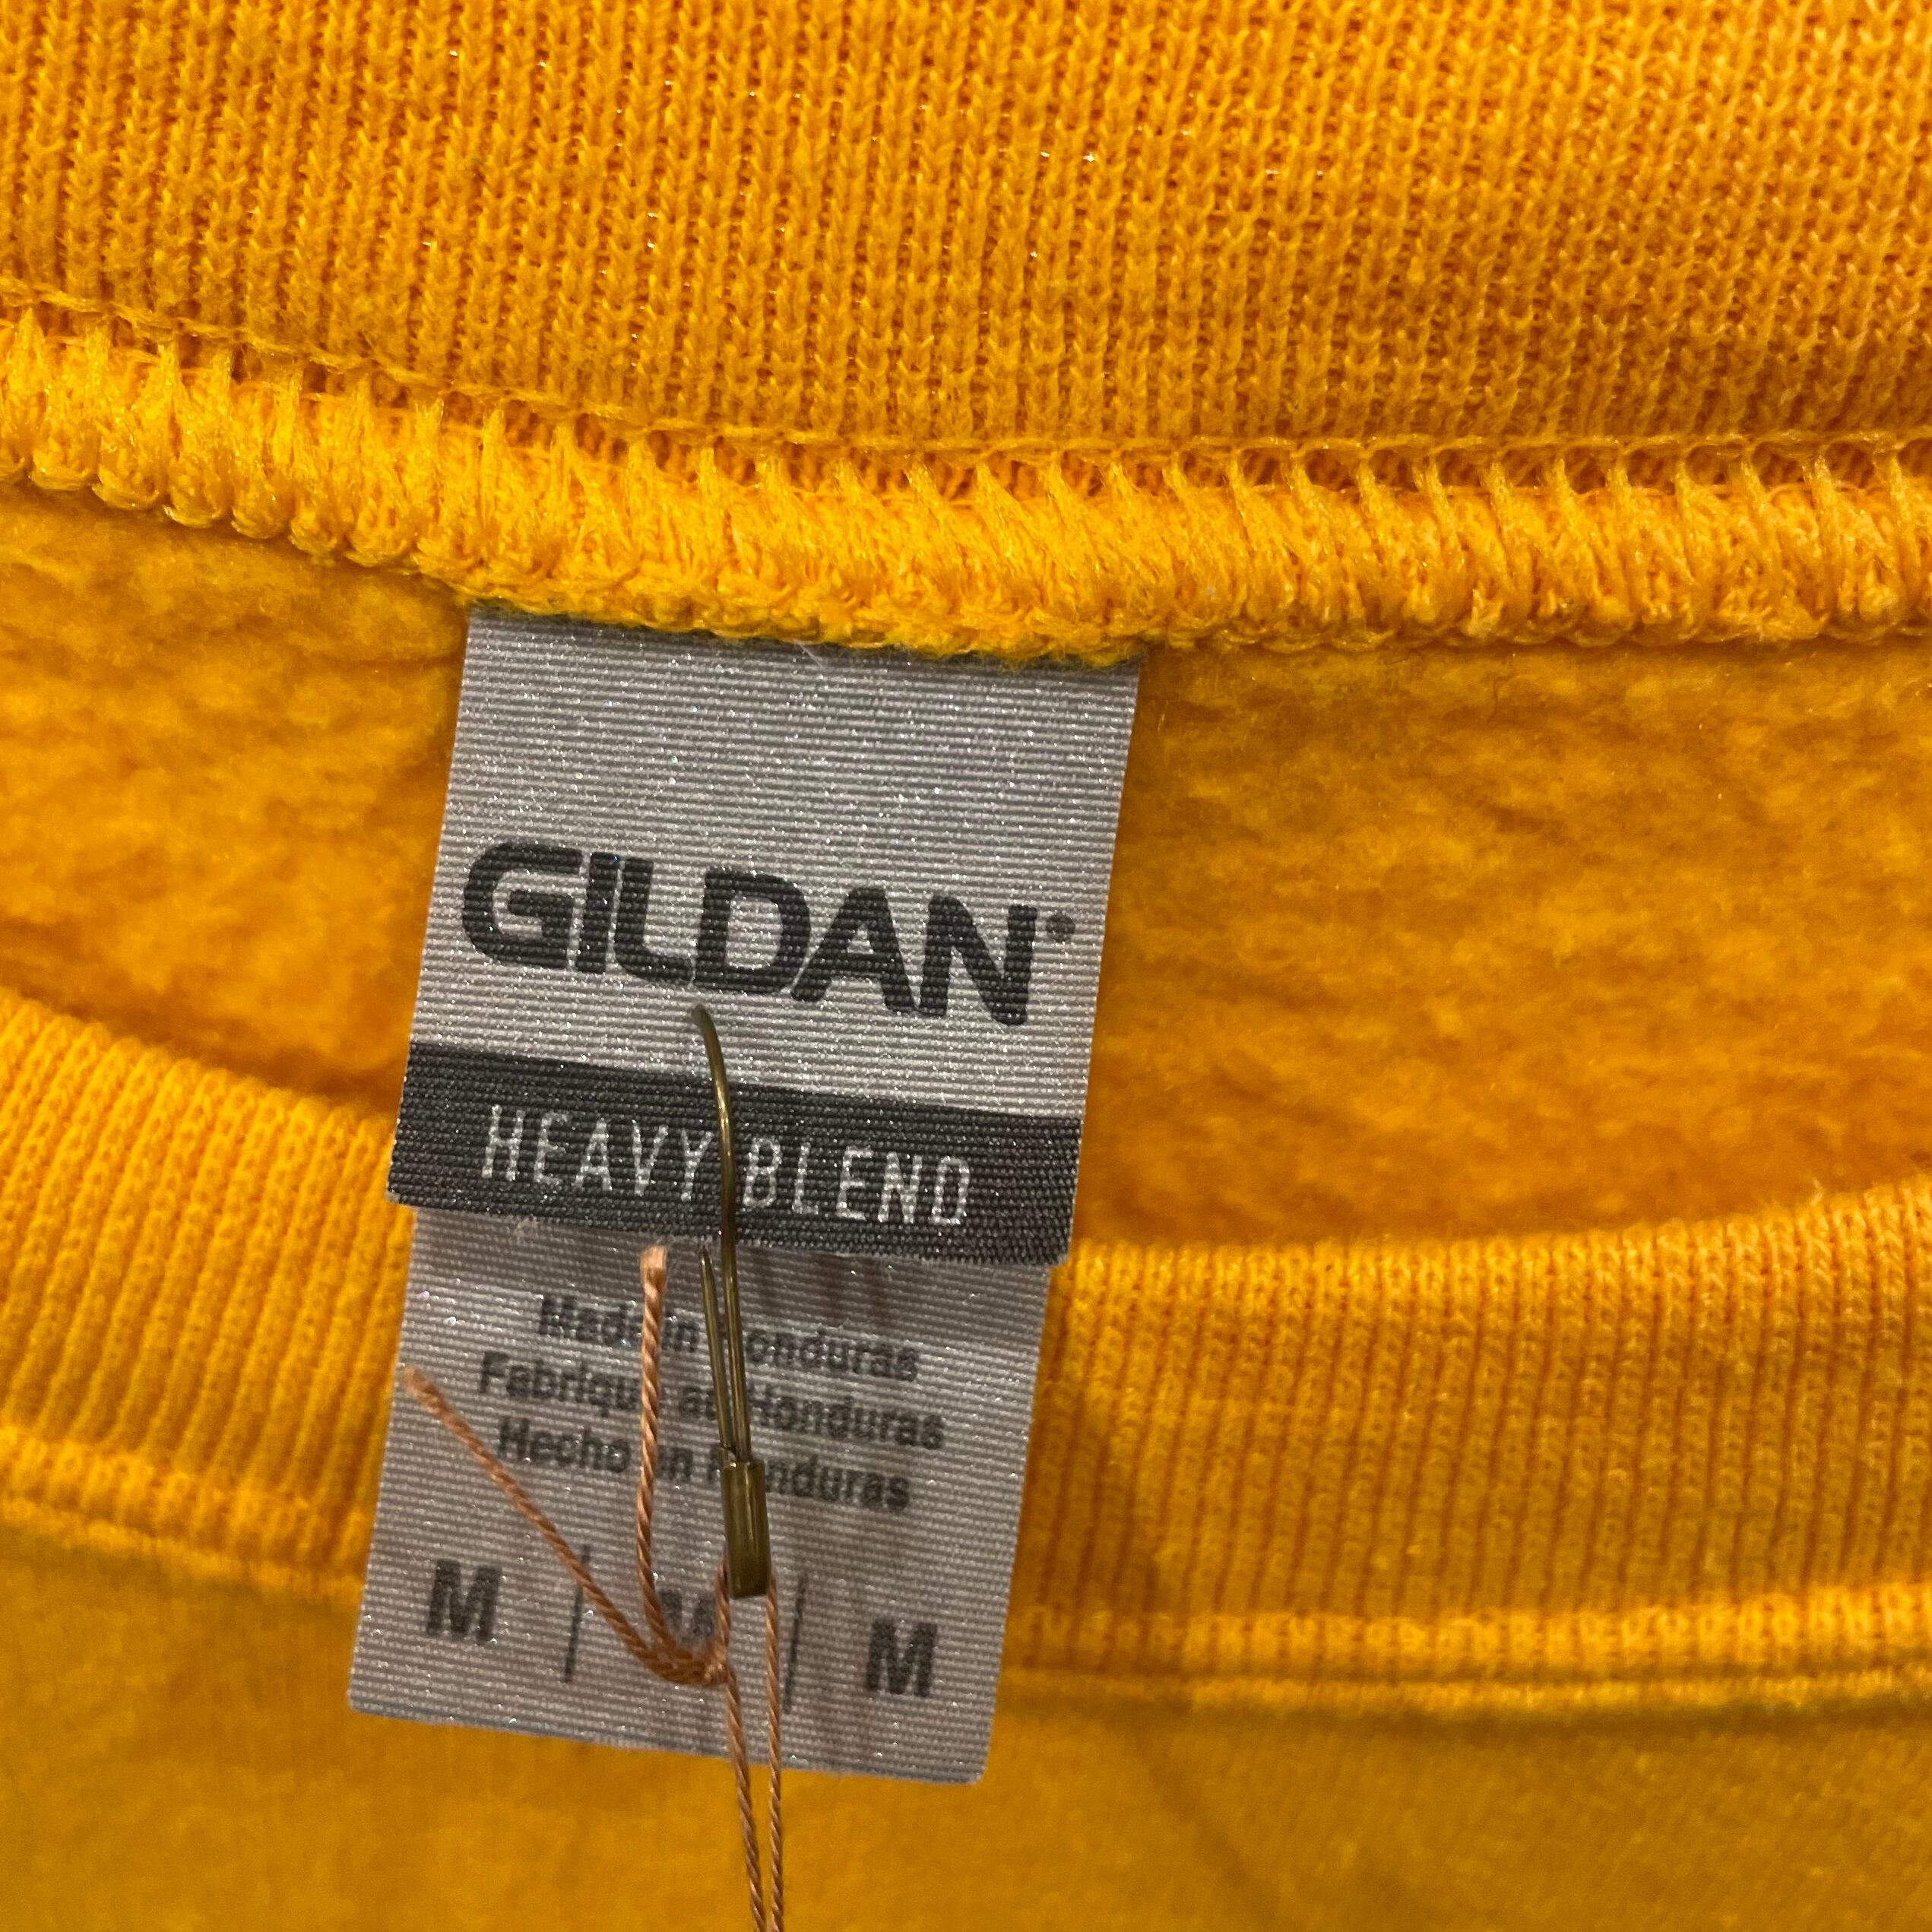 GILDAN
HEAVY BLEND
Made in Honduras
Fabriqué au Honduras
Hecho en Honduras
M | M | M